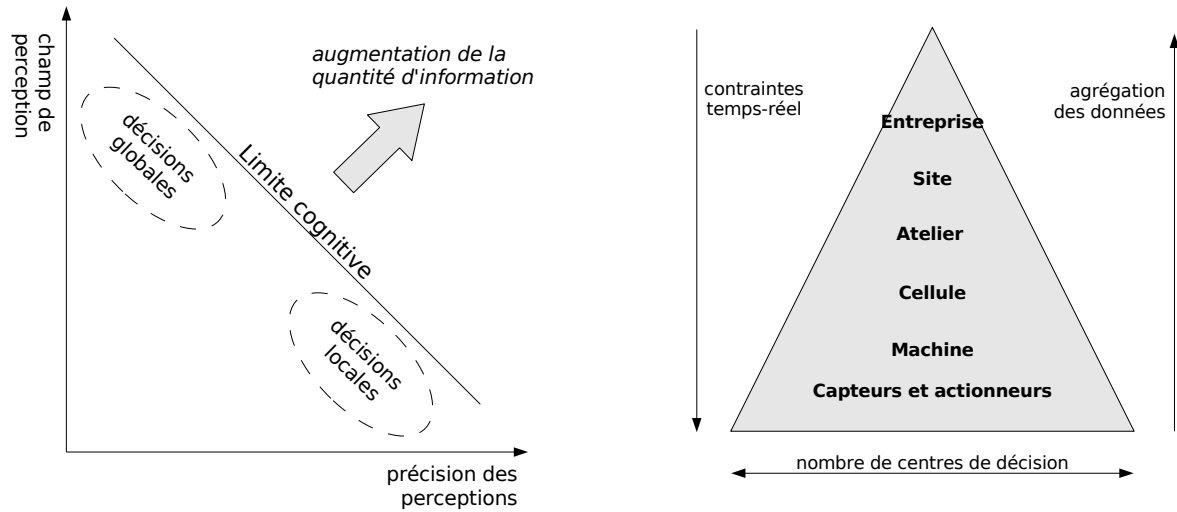 champ de
perception
augmentation de la
quantité d'information
décisions
globales
Limite cognitive
décisions
locales
précision des
perceptions
contraintes
temps-réel
agrégation
des données
Entreprise
Site
Atelier
Cellule
Machine
Capteurs et actionneurs
nombre de centres de décision